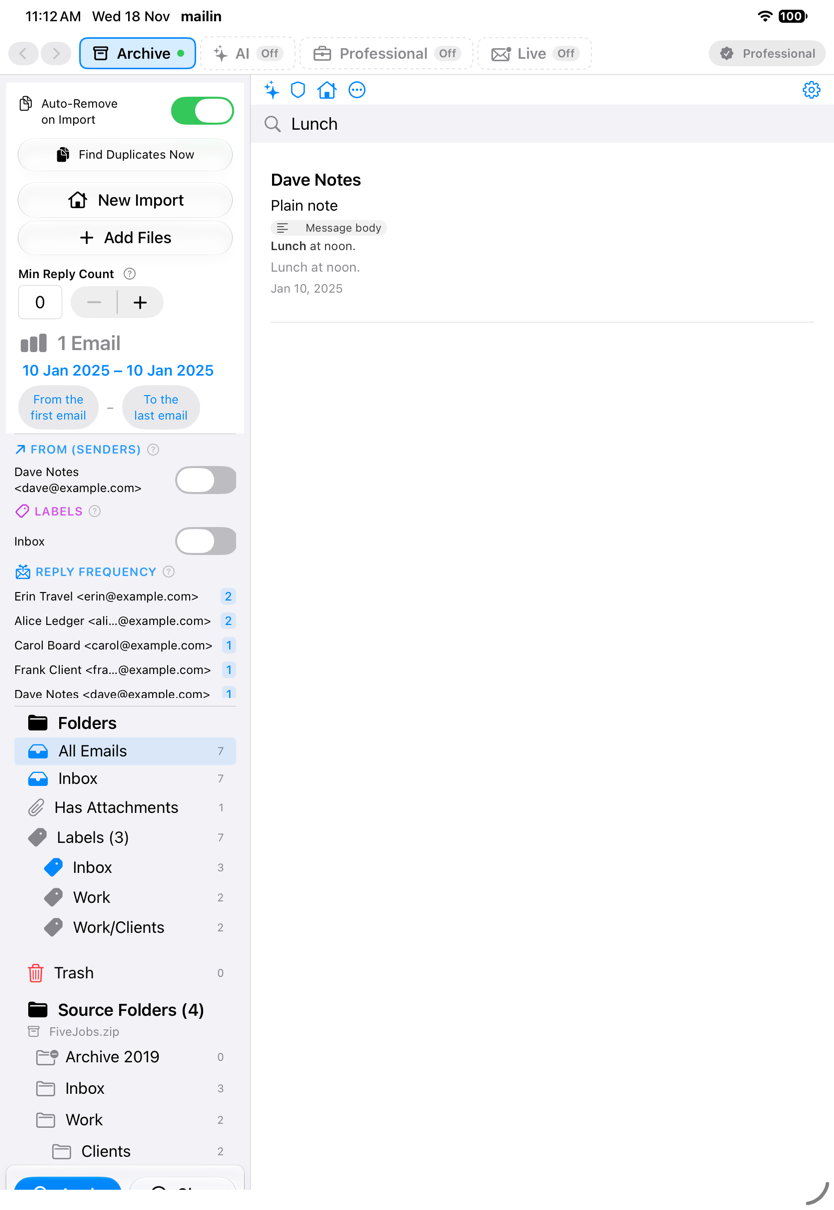 11:12 AM Wed 18 Nov mailin 100
Archive AI Off Professional Off Live Off Professional
Auto-Remove
on Import
Find Duplicates Now
New Import
Add Files
Min Reply Count ?
0
1 Email
10 Jan 2025 – 10 Jan 2025
From the
first email
–
To the
last email
FROM (SENDERS) ?
Dave Notes
<dave@example.com>
LABELS ?
Inbox
REPLY FREQUENCY ?
Erin Travel <erin@example.com> 2
Alice Ledger <ali...@example.com> 2
Carol Board <carol@example.com> 1
Frank Client <fra...@example.com> 1
Dave Notes <dave@example.com> 1
Folders
All Emails 7
Inbox 7
Has Attachments 1
Labels (3) 7
Inbox 3
Work 2
Work/Clients 2
Trash 0
Source Folders (4)
FiveJobs.zip
Archive 2019 0
Inbox 3
Work 2
Clients 2
Lunch
Dave Notes
Plain note
Message body
Lunch at noon.
Lunch at noon.
Jan 10, 2025